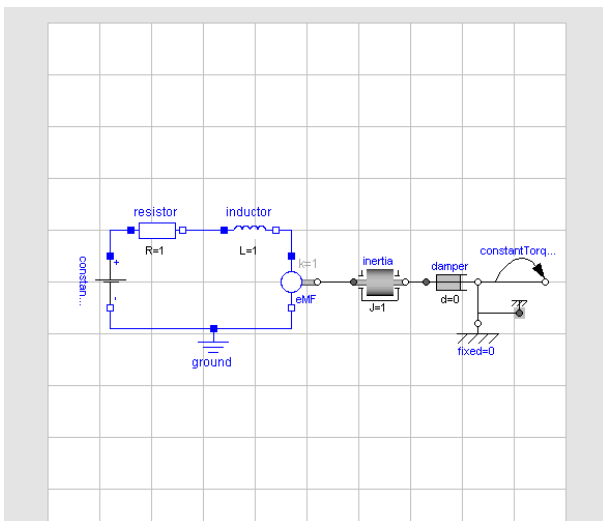 resistor
inductor
R=1
L=1
+
constan...
-
k=1
eMF
ground
inertia
J=1
damper
d=0
constantTorq...
fixed=0